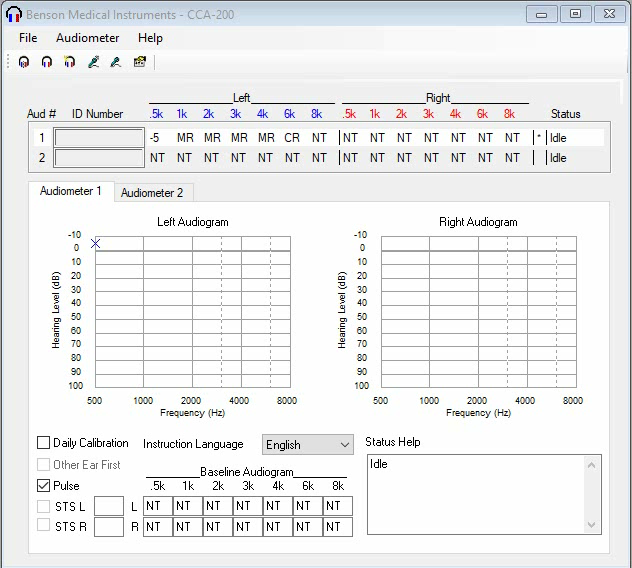 Benson Medical Instruments - CCA-200
File Audiometer Help
Left Right
Aud # ID Number .5k 1k 2k 3k 4k 6k 8k .5k 1k 2k 3k 4k 6k 8k Status
1 -5 MR MR MR MR CR NT NT NT NT NT NT NT NT * Idle
2 NT NT NT NT NT NT NT NT NT NT NT NT NT NT Idle
Audiometer 1 Audiometer 2
Left Audiogram Right Audiogram
Hearing Level (dB)
-10
0
10
20
30
40
50
60
70
80
90
100
500 1000 2000 3000 4000 8000
Frequency (Hz)
Hearing Level (dB)
-10
0
10
20
30
40
50
60
70
80
90
100
500 1000 2000 3000 4000 8000
Frequency (Hz)
Daily Calibration Instruction Language English Status Help
Other Ear First
Idle
Baseline Audiogram
Pulse .5k 1k 2k 3k 4k 6k 8k
STS L L NT NT NT NT NT NT NT
STS R R NT NT NT NT NT NT NT